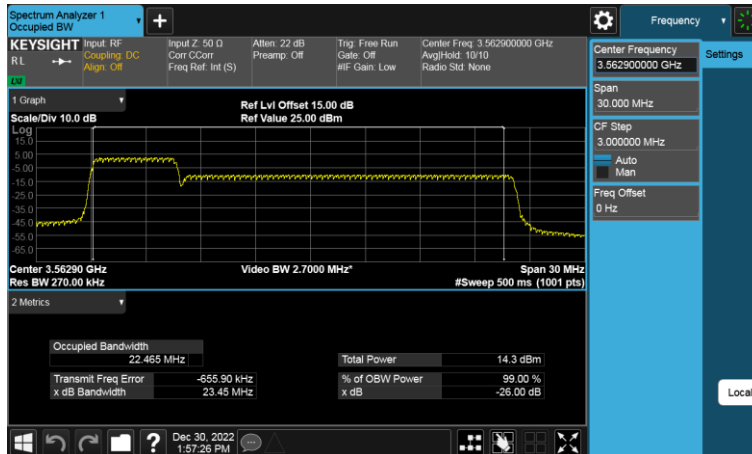 Spectrum Analyzer 1
Occupied BW
Frequency
KEYSIGHT
RL
LXI
Input: RF
Coupling: DC
Align: Off
Input Z: 50 Ω
Corr CCorr
Freq Ref: Int (S)
Atten: 22 dB
Preamp: Off
Trig: Free Run
Gate: Off
#IF Gain: Low
Center Freq: 3.562900000 GHz
Avg|Hold: 10/10
Radio Std: None
Center Frequency
3.562900000 GHz
Settings
Span
30.000 MHz
CF Step
3.000000 MHz
Auto
Man
Freq Offset
0 Hz
1 Graph
Scale/Div 10.0 dB
Ref Lvl Offset 15.00 dB
Ref Value 25.00 dBm
Log
15.0
5.00
-5.00
-15.0
-25.0
-35.0
-45.0
-55.0
-65.0
Center 3.56290 GHz
Res BW 270.00 kHz
Video BW 2.7000 MHz*
Span 30 MHz
#Sweep 500 ms (1001 pts)
2 Metrics
Occupied Bandwidth
22.465 MHz
Total Power 14.3 dBm
Transmit Freq Error -655.90 kHz
% of OBW Power 99.00 %
x dB Bandwidth 23.45 MHz
x dB -26.00 dB
Local
?
Dec 30, 2022
1:57:26 PM